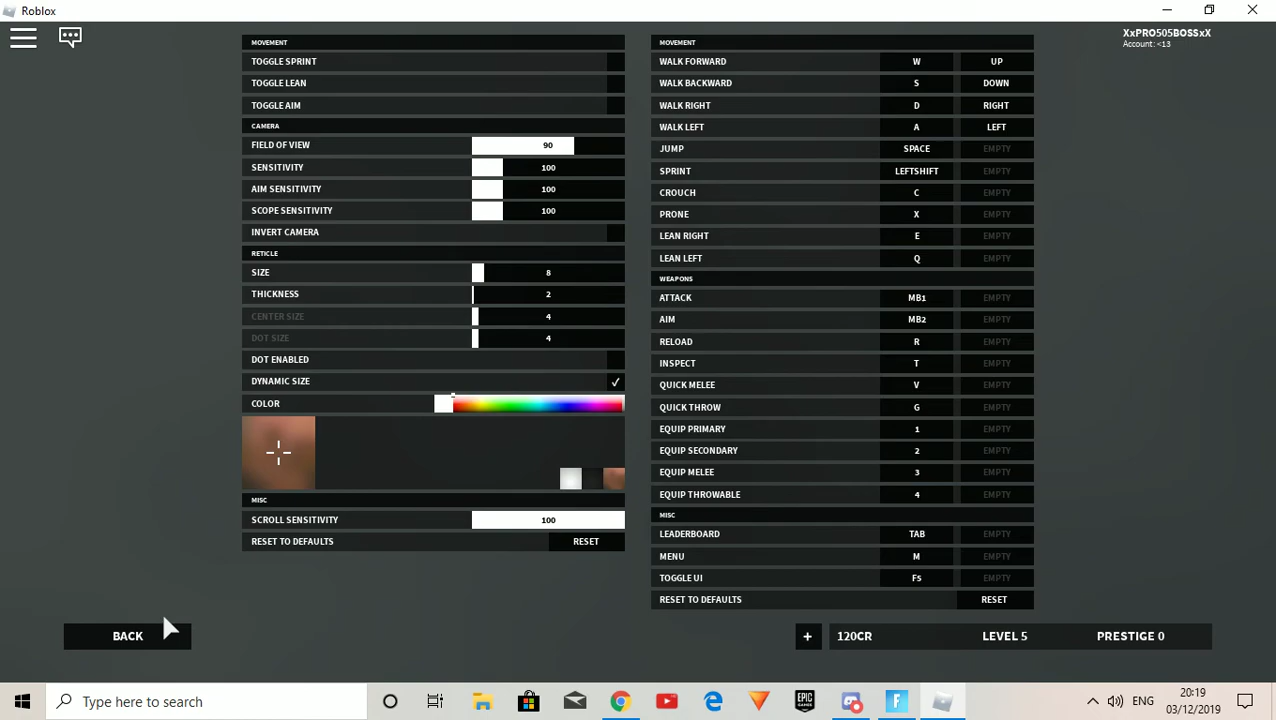 Roblox
XxPRO505BOSSxX
Account: <13
MOVEMENT
TOGGLE SPRINT
TOGGLE LEAN
TOGGLE AIM
CAMERA
FIELD OF VIEW 90
SENSITIVITY 100
AIM SENSITIVITY 100
SCOPE SENSITIVITY 100
INVERT CAMERA
RETICLE
SIZE 8
THICKNESS 2
CENTER SIZE 4
DOT SIZE 4
DOT ENABLED
DYNAMIC SIZE ✓
COLOR
MISC
SCROLL SENSITIVITY 100
RESET TO DEFAULTS RESET
MOVEMENT
WALK FORWARD W UP
WALK BACKWARD S DOWN
WALK RIGHT D RIGHT
WALK LEFT A LEFT
JUMP SPACE EMPTY
SPRINT LEFTSHIFT EMPTY
CROUCH C EMPTY
PRONE X EMPTY
LEAN RIGHT E EMPTY
LEAN LEFT Q EMPTY
WEAPONS
ATTACK MB1 EMPTY
AIM MB2 EMPTY
RELOAD R EMPTY
INSPECT T EMPTY
QUICK MELEE V EMPTY
QUICK THROW G EMPTY
EQUIP PRIMARY 1 EMPTY
EQUIP SECONDARY 2 EMPTY
EQUIP MELEE 3 EMPTY
EQUIP THROWABLE 4 EMPTY
MISC
LEADERBOARD TAB EMPTY
MENU M EMPTY
TOGGLE UI F5 EMPTY
RESET TO DEFAULTS RESET
BACK
+ 120CR LEVEL 5 PRESTIGE 0
Type here to search
EPIC GAMES
ENG
20:19
03/12/2019